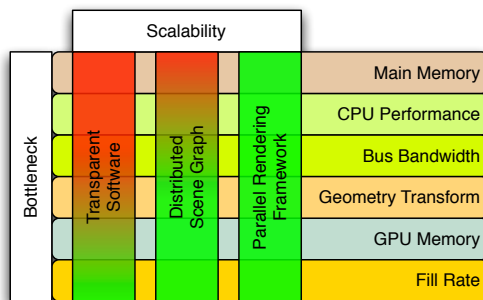 Scalability
Bottleneck
Transparent
Software
Distributed
Scene Graph
Parallel Rendering
Framework
Main Memory
CPU Performance
Bus Bandwidth
Geometry Transform
GPU Memory
Fill Rate